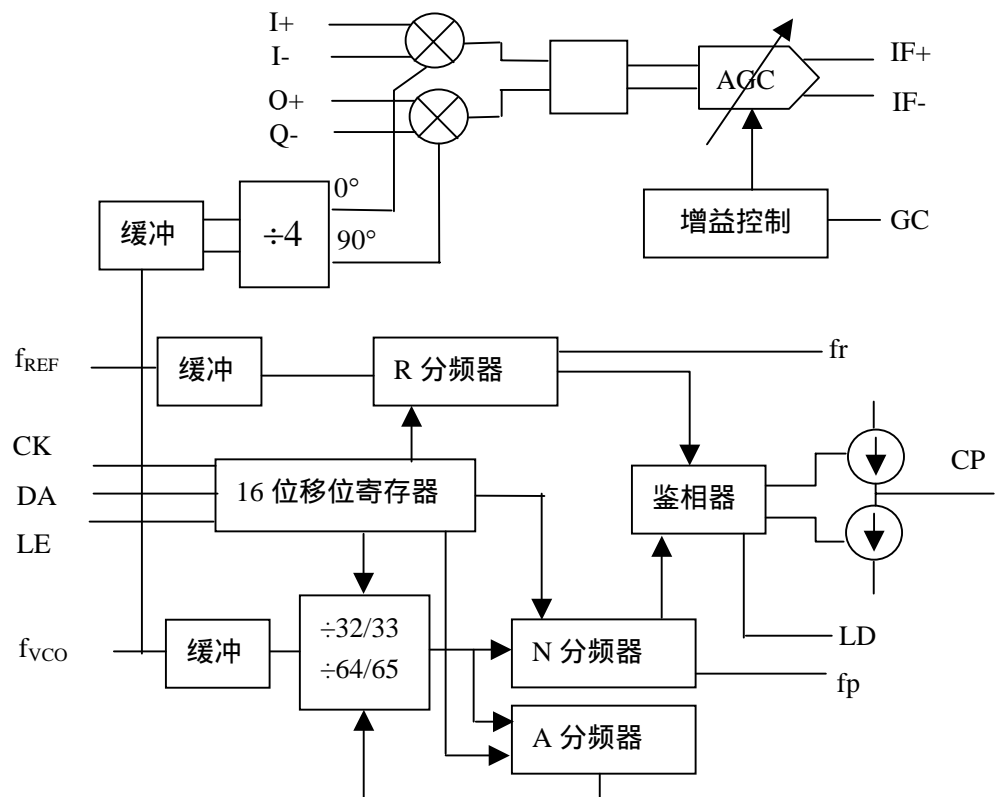 I+
I-
O+
Q-
AGC
IF+
IF-
0°
90°
缓冲
÷4
增益控制
GC
fREF
缓冲
R 分频器
fr
CK
DA
LE
16 位移位寄存器
鉴相器
CP
÷32/33
÷64/65
fVCO
缓冲
N 分频器
LD
fp
A 分频器